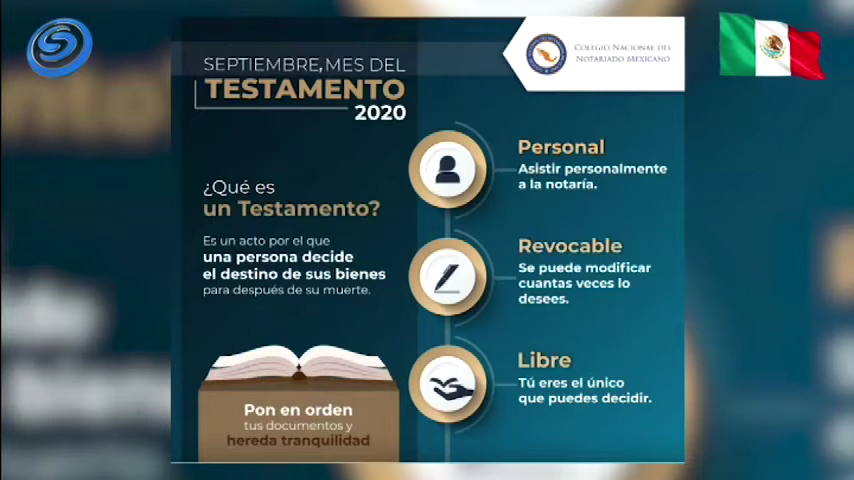 SEPTIEMBRE, MES DEL
TESTAMENTO
2020
COLEGIO NACIONAL DEL
NOTARIADO MEXICANO
¿Qué es
un Testamento?
Es un acto por el que
una persona decide
el destino de sus bienes
para después de su muerte.
Pon en orden
tus documentos y
hereda tranquilidad
Personal
Asistir personalmente
a la notaría.
Revocable
Se puede modificar
cuantas veces lo
desees.
Libre
Tú eres el único
que puedes decidir.